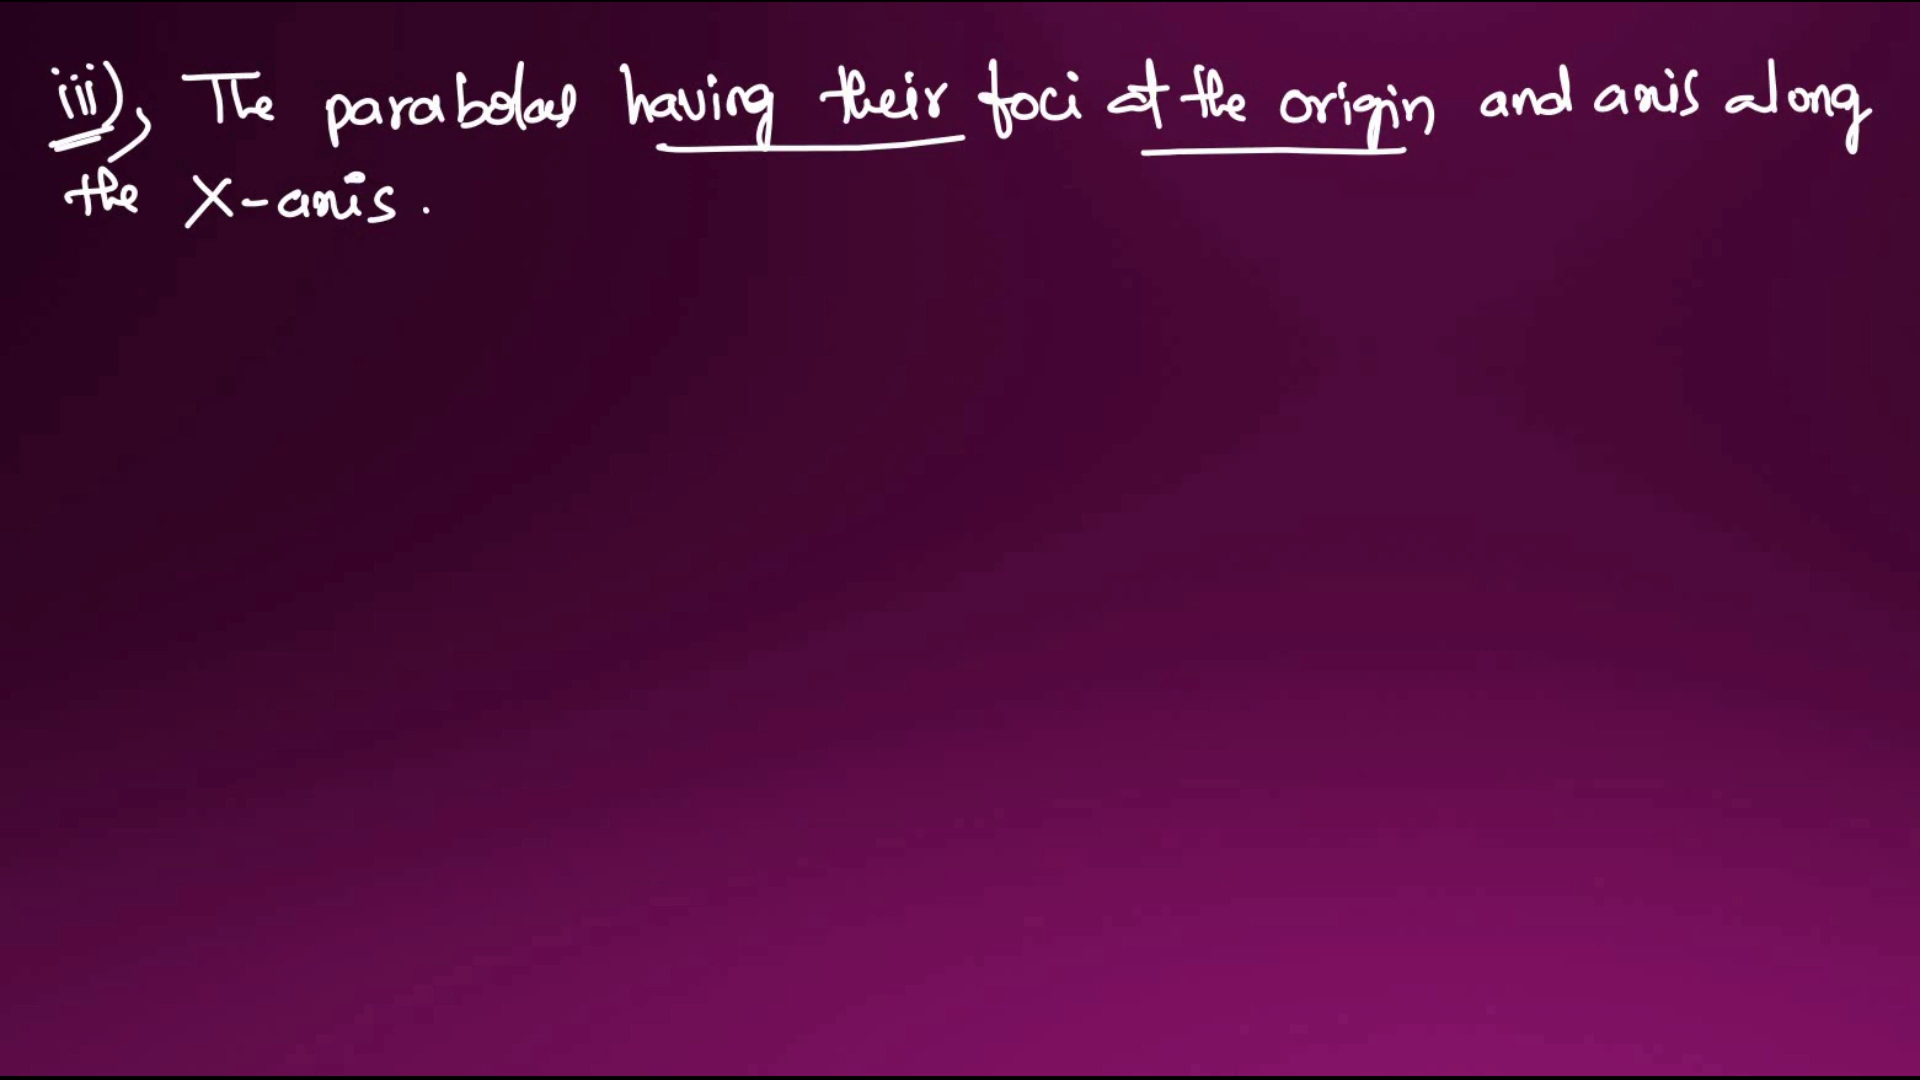 iii), The parabolas having their foci at the origin and axis along
the X-axis.